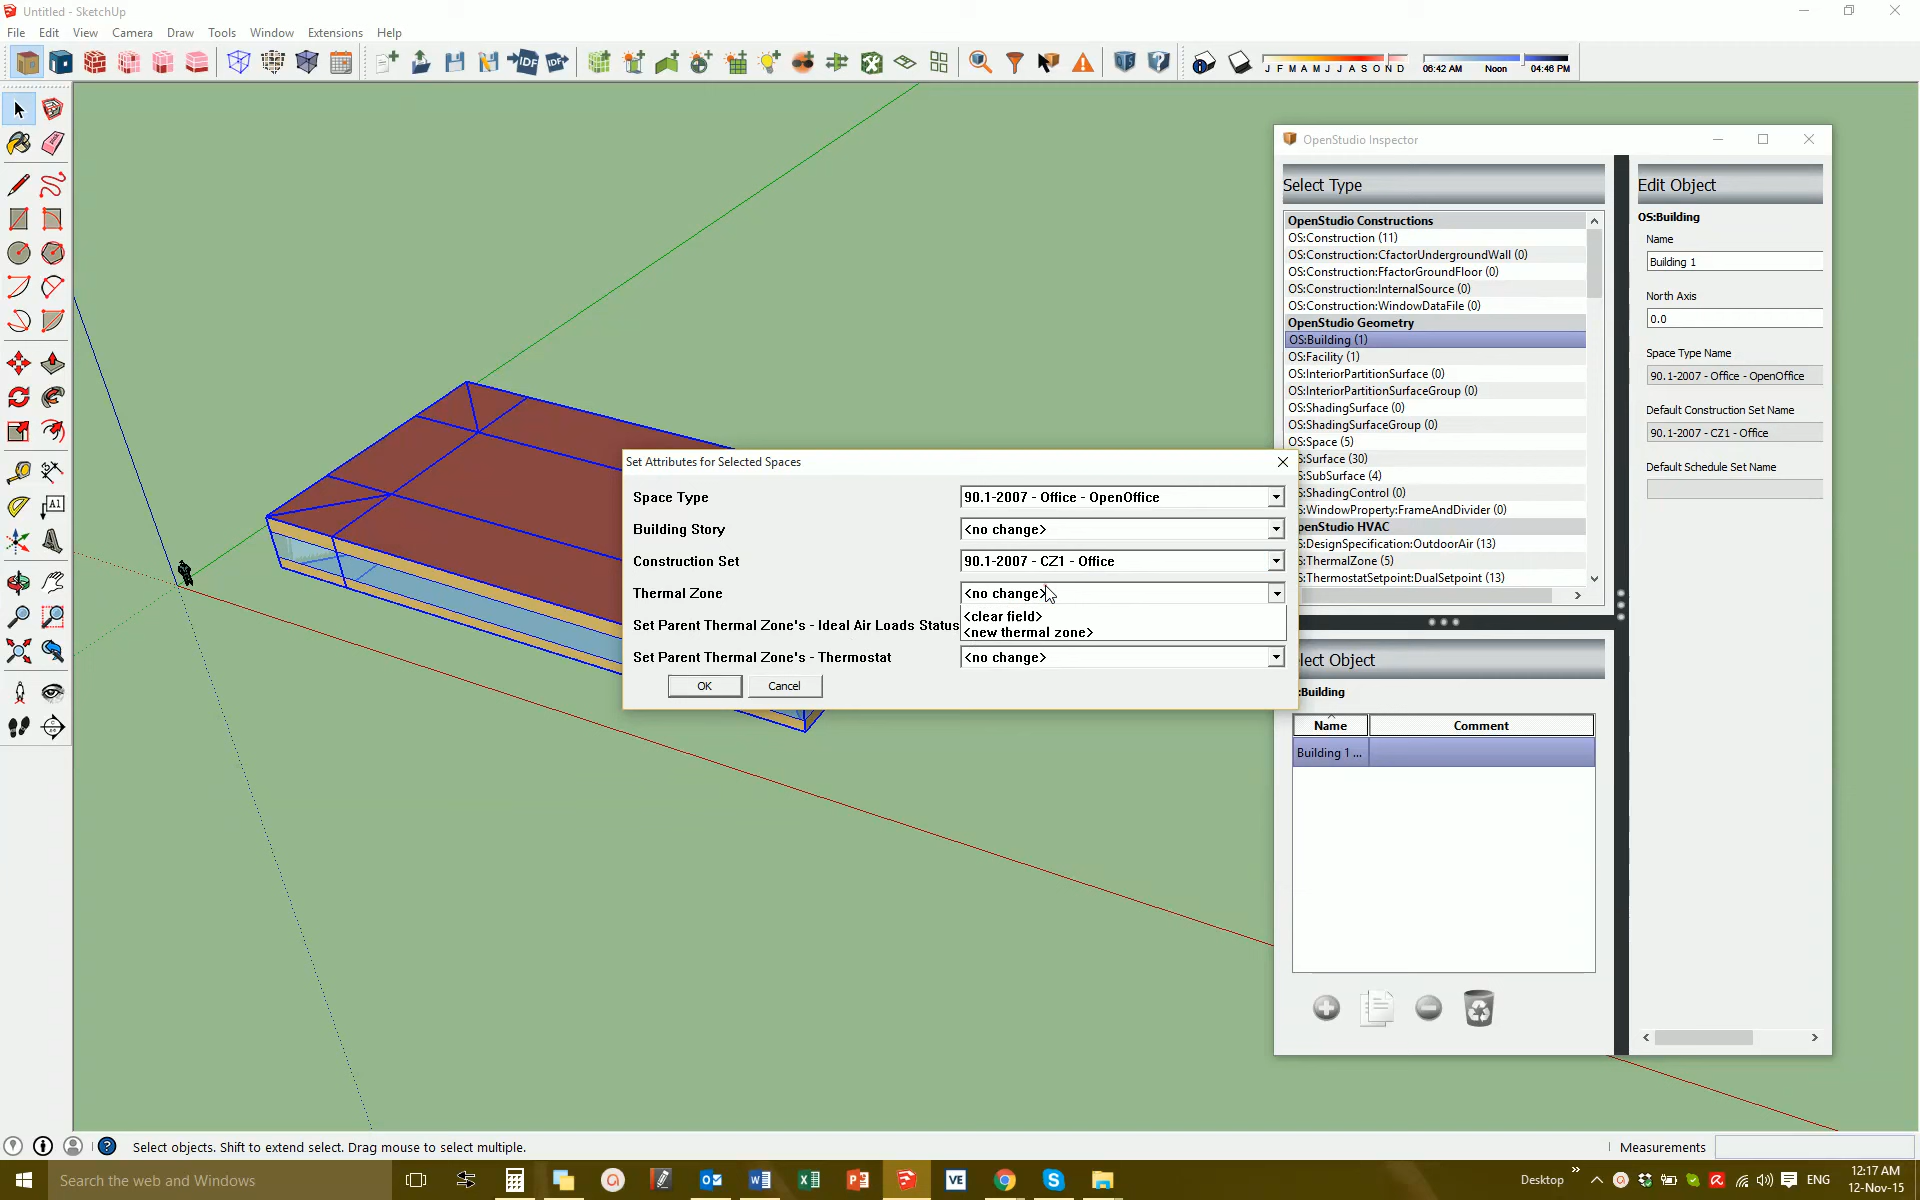 Untitled - SketchUp
File Edit View Camera Draw Tools Window Extensions Help
J F M A M J J A S O N D
06:42 AM Noon 04:46 PM
OpenStudio Inspector
Select Type
OpenStudio Constructions
OS:Construction (11)
OS:Construction:CfactorUndergroundWall (0)
OS:Construction:FfactorGroundFloor (0)
OS:Construction:InternalSource (0)
OS:Construction:WindowDataFile (0)
OpenStudio Geometry
OS:Building (1)
OS:Facility (1)
OS:InteriorPartitionSurface (0)
OS:InteriorPartitionSurfaceGroup (0)
OS:ShadingSurface (0)
OS:ShadingSurfaceGroup (0)
OS:Space (5)
S:Surface (30)
S:SubSurface (4)
S:ShadingControl (0)
S:WindowProperty:FrameAndDivider (0)
penStudio HVAC
S:DesignSpecification:OutdoorAir (13)
S:ThermalZone (5)
S:ThermostatSetpoint:DualSetpoint (13)
Edit Object
OS:Building
Name
Building 1
North Axis
0.0
Space Type Name
90.1-2007 - Office - OpenOffice
Default Construction Set Name
90.1-2007 - CZ1 - Office
Default Schedule Set Name
Set Attributes for Selected Spaces
Space Type 90.1-2007 - Office - OpenOffice
Building Story <no change>
Construction Set 90.1-2007 - CZ1 - Office
Thermal Zone <no change>
<clear field>
<new thermal zone>
Set Parent Thermal Zone's - Ideal Air Loads Status
Set Parent Thermal Zone's - Thermostat <no change>
OK Cancel
lect Object
:Building
Name Comment
Building 1 ...
Select objects. Shift to extend select. Drag mouse to select multiple.
Measurements
Search the web and Windows
Desktop
ENG
12:17 AM
12-Nov-15
IDF
IDF
A1
VE